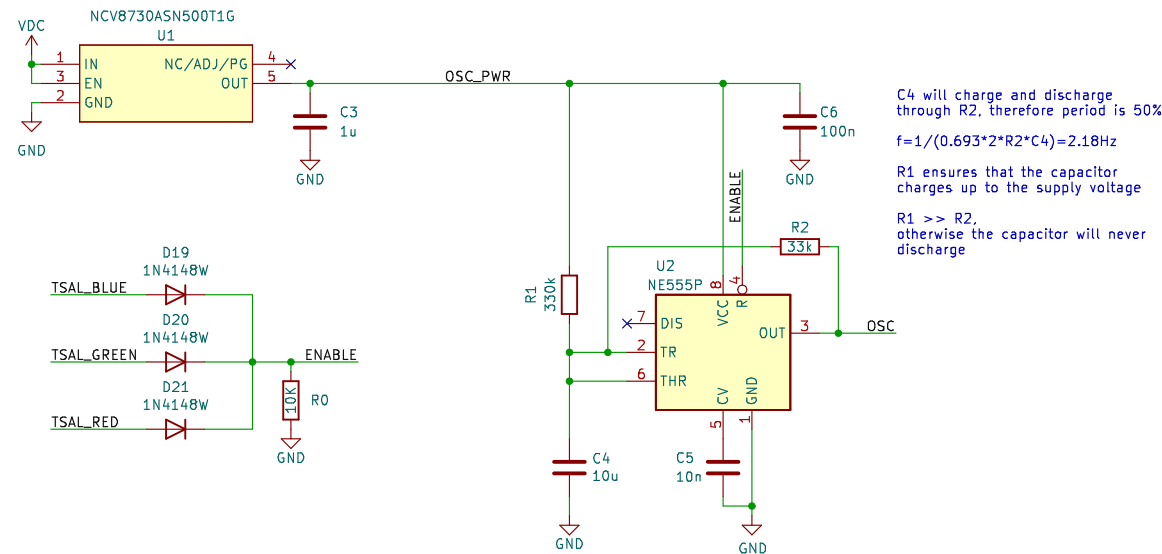 NCV8730ASN500T1G
U1
VDC
1 IN
3 EN
2 GND
NC/ADJ/PG 4
OUT 5
GND
OSC_PWR
C3
1u
GND
C6
100n
GND
C4 will charge and discharge
through R2, therefore period is 50%
f=1/(0.693*2*R2*C4)=2.18Hz
R1 ensures that the capacitor
charges up to the supply voltage
R1 >> R2,
otherwise the capacitor will never
discharge
ENABLE
R2
33k
R1
330k
U2
NE555P
8
VCC
4
R
7 DIS
2 TR
6 THR
OUT 3
OSC
CV
5
GND
1
C4
10u
GND
C5
10n
GND
D19
1N4148W
TSAL_BLUE
D20
1N4148W
TSAL_GREEN
ENABLE
D21
1N4148W
TSAL_RED
10K
R0
GND